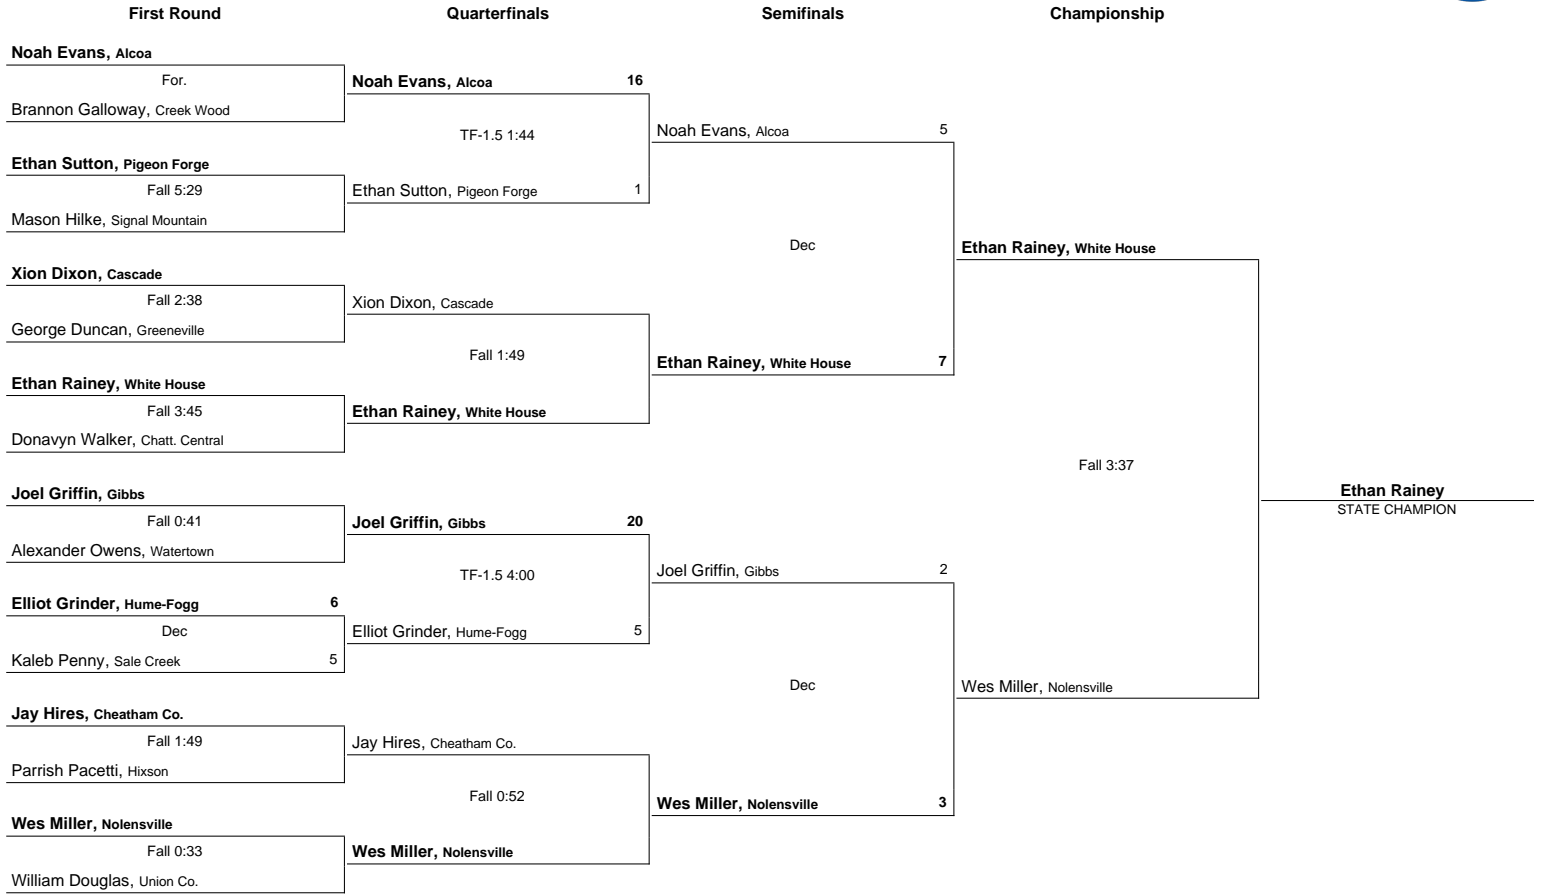 First Round
Quarterfinals
Semifinals
Championship
Noah Evans, Alcoa
For.
Brannon Galloway, Creek Wood
Ethan Sutton, Pigeon Forge
Fall 5:29
Mason Hilke, Signal Mountain
Xion Dixon, Cascade
Fall 2:38
George Duncan, Greeneville
Ethan Rainey, White House
Fall 3:45
Donavyn Walker, Chatt. Central
Joel Griffin, Gibbs
Fall 0:41
Alexander Owens, Watertown
Elliot Grinder, Hume-Fogg 6
Dec
Kaleb Penny, Sale Creek 5
Jay Hires, Cheatham Co.
Fall 1:49
Parrish Pacetti, Hixson
Wes Miller, Nolensville
Fall 0:33
William Douglas, Union Co.
Noah Evans, Alcoa 16
TF-1.5 1:44
Ethan Sutton, Pigeon Forge 1
Xion Dixon, Cascade
Fall 1:49
Ethan Rainey, White House
Joel Griffin, Gibbs 20
TF-1.5 4:00
Elliot Grinder, Hume-Fogg 5
Jay Hires, Cheatham Co.
Fall 0:52
Wes Miller, Nolensville
Noah Evans, Alcoa 5
Dec
Ethan Rainey, White House 7
Joel Griffin, Gibbs 2
Dec
Wes Miller, Nolensville 3
Ethan Rainey, White House
Fall 3:37
Wes Miller, Nolensville
Ethan Rainey
STATE CHAMPION